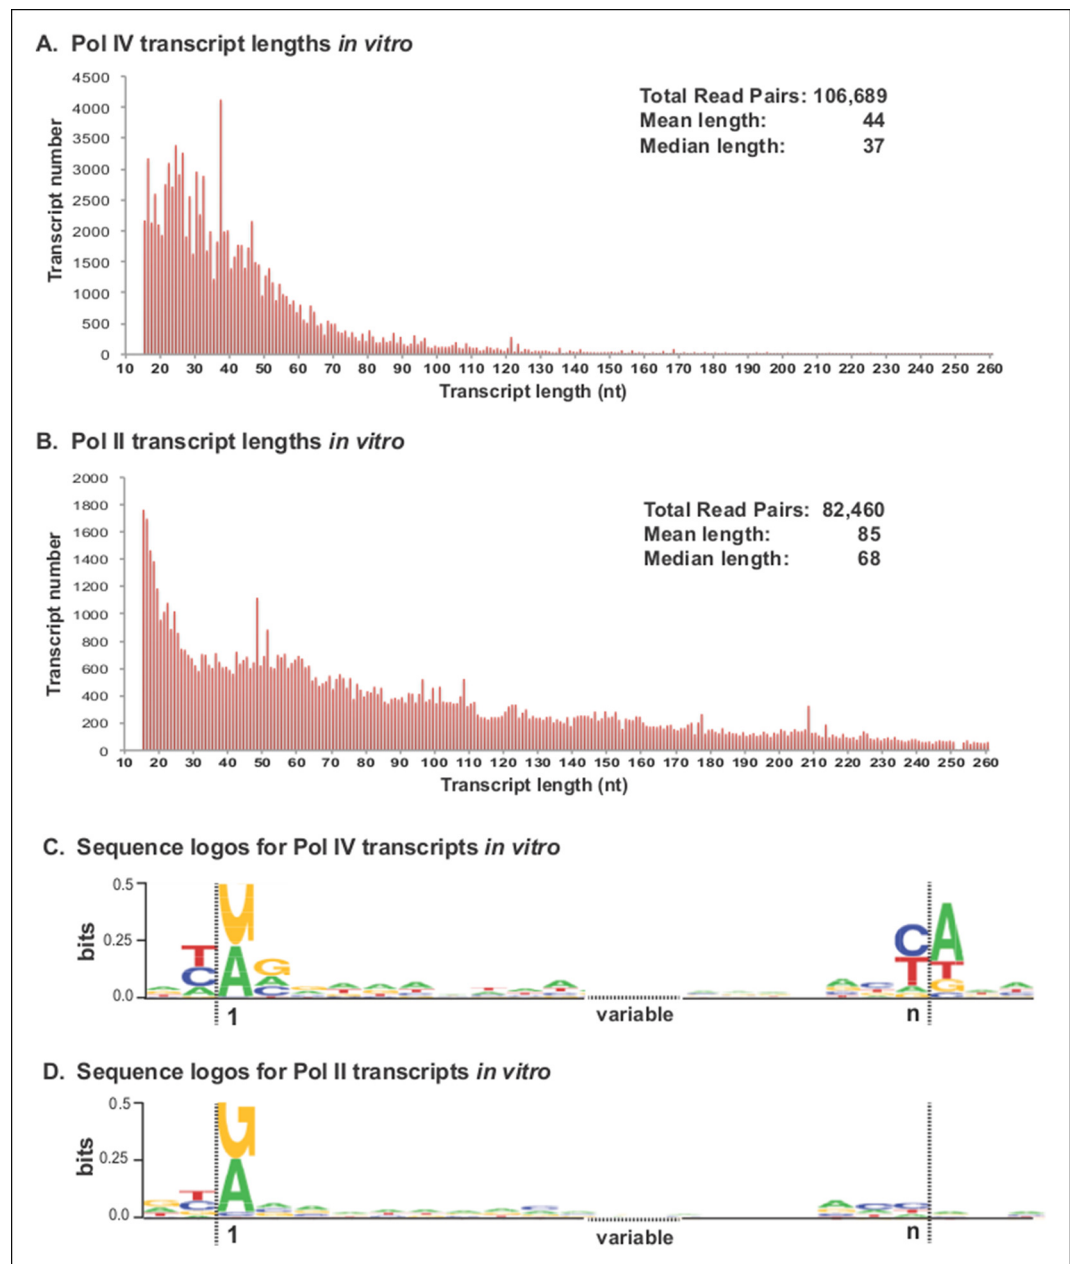 A. Pol IV transcript lengths in vitro
Total Read Pairs: 106,689
Mean length: 44
Median length: 37
Transcript number
4500
4000
3500
3000
2500
2000
1500
1000
500
0
10 20 30 40 50 60 70 80 90 100 110 120 130 140 150 160 170 180 190 200 210 220 230 240 250 260
Transcript length (nt)
B. Pol II transcript lengths in vitro
Total Read Pairs: 82,460
Mean length: 85
Median length: 68
Transcript number
2000
1800
1600
1400
1200
1000
800
600
400
200
0
10 20 30 40 50 60 70 80 90 100 110 120 130 140 150 160 170 180 190 200 210 220 230 240 250 260
Transcript length (nt)
C. Sequence logos for Pol IV transcripts in vitro
bits
0.5
0.25
0.0
T
C
A
A
G
A
C
C
T
A
A
T
G
C
1 variable n
D. Sequence logos for Pol II transcripts in vitro
bits
0.5
0.25
0.0
T
C
G
A
1 variable n